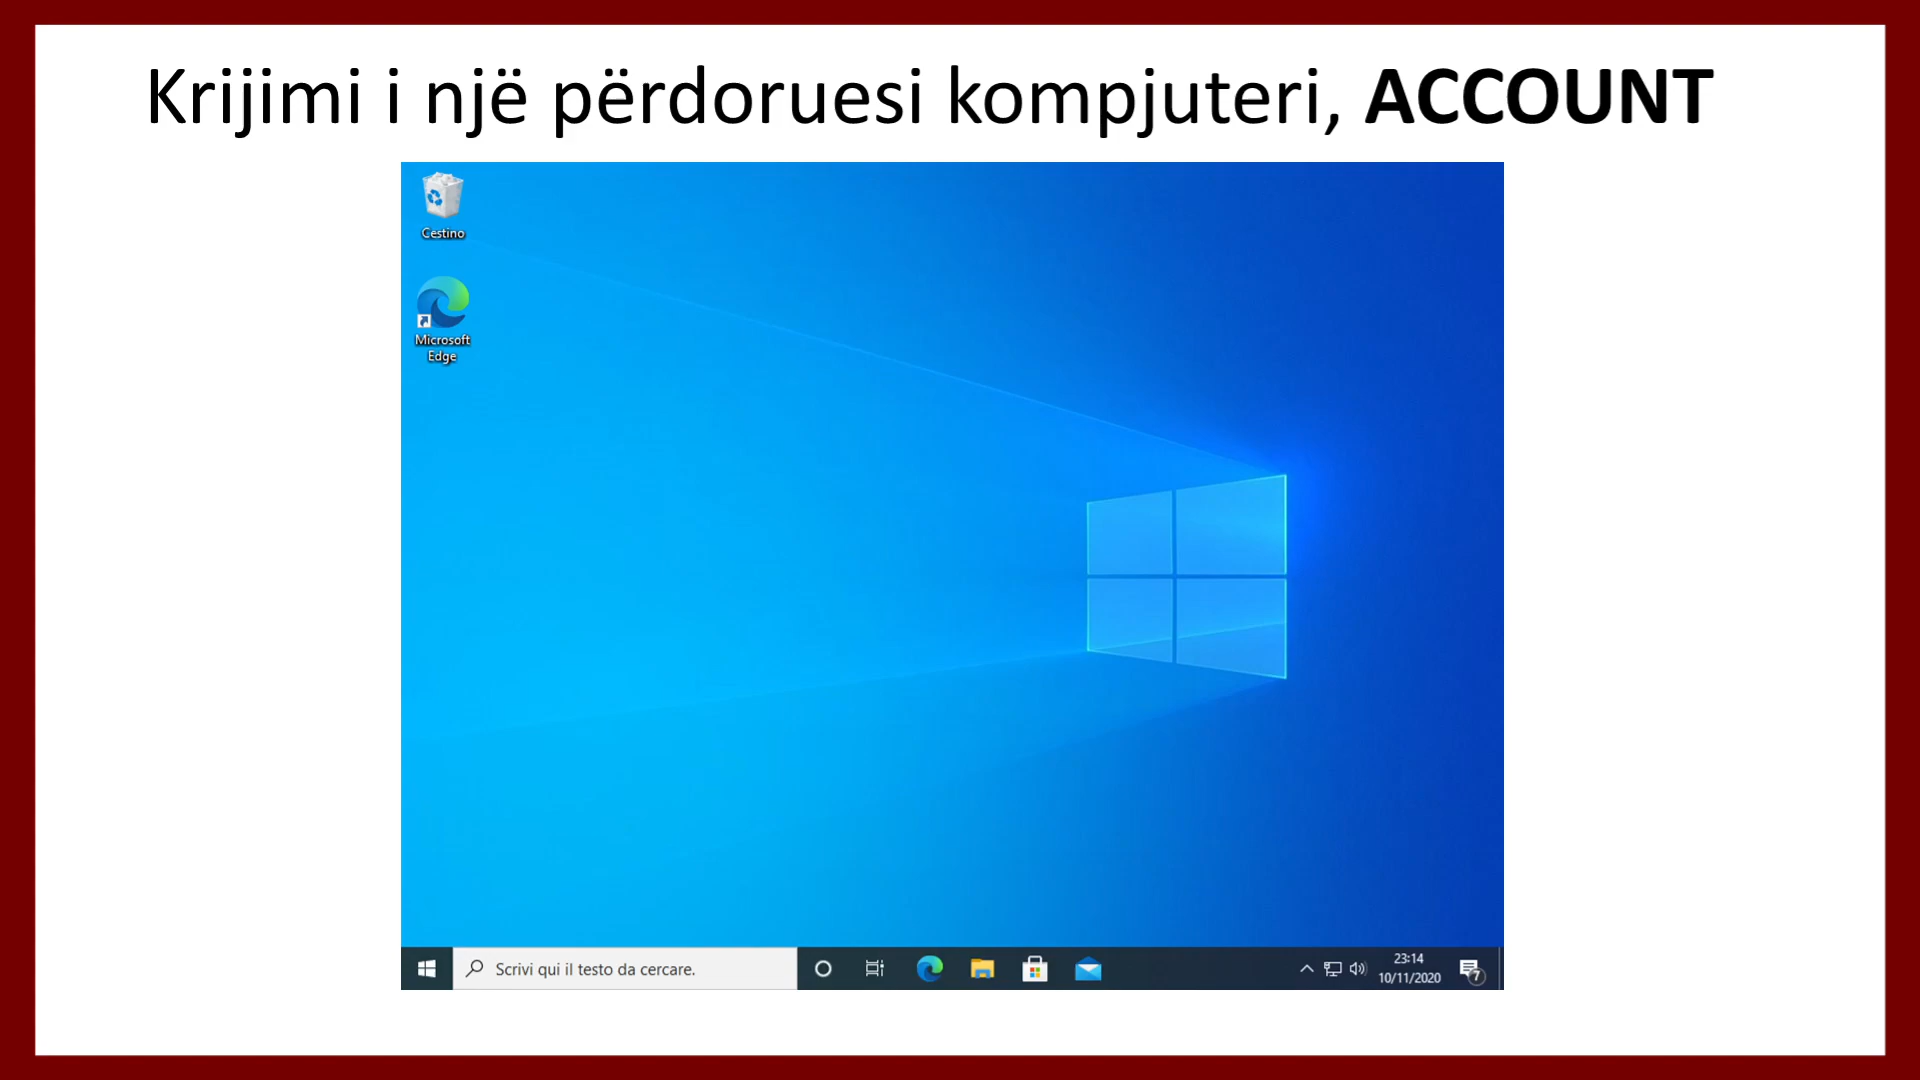 Krijimi i një përdoruesi kompjuteri, ACCOUNT
Cestino
Microsoft
Edge
Scrivi qui il testo da cercare.
23:14
10/11/2020
7